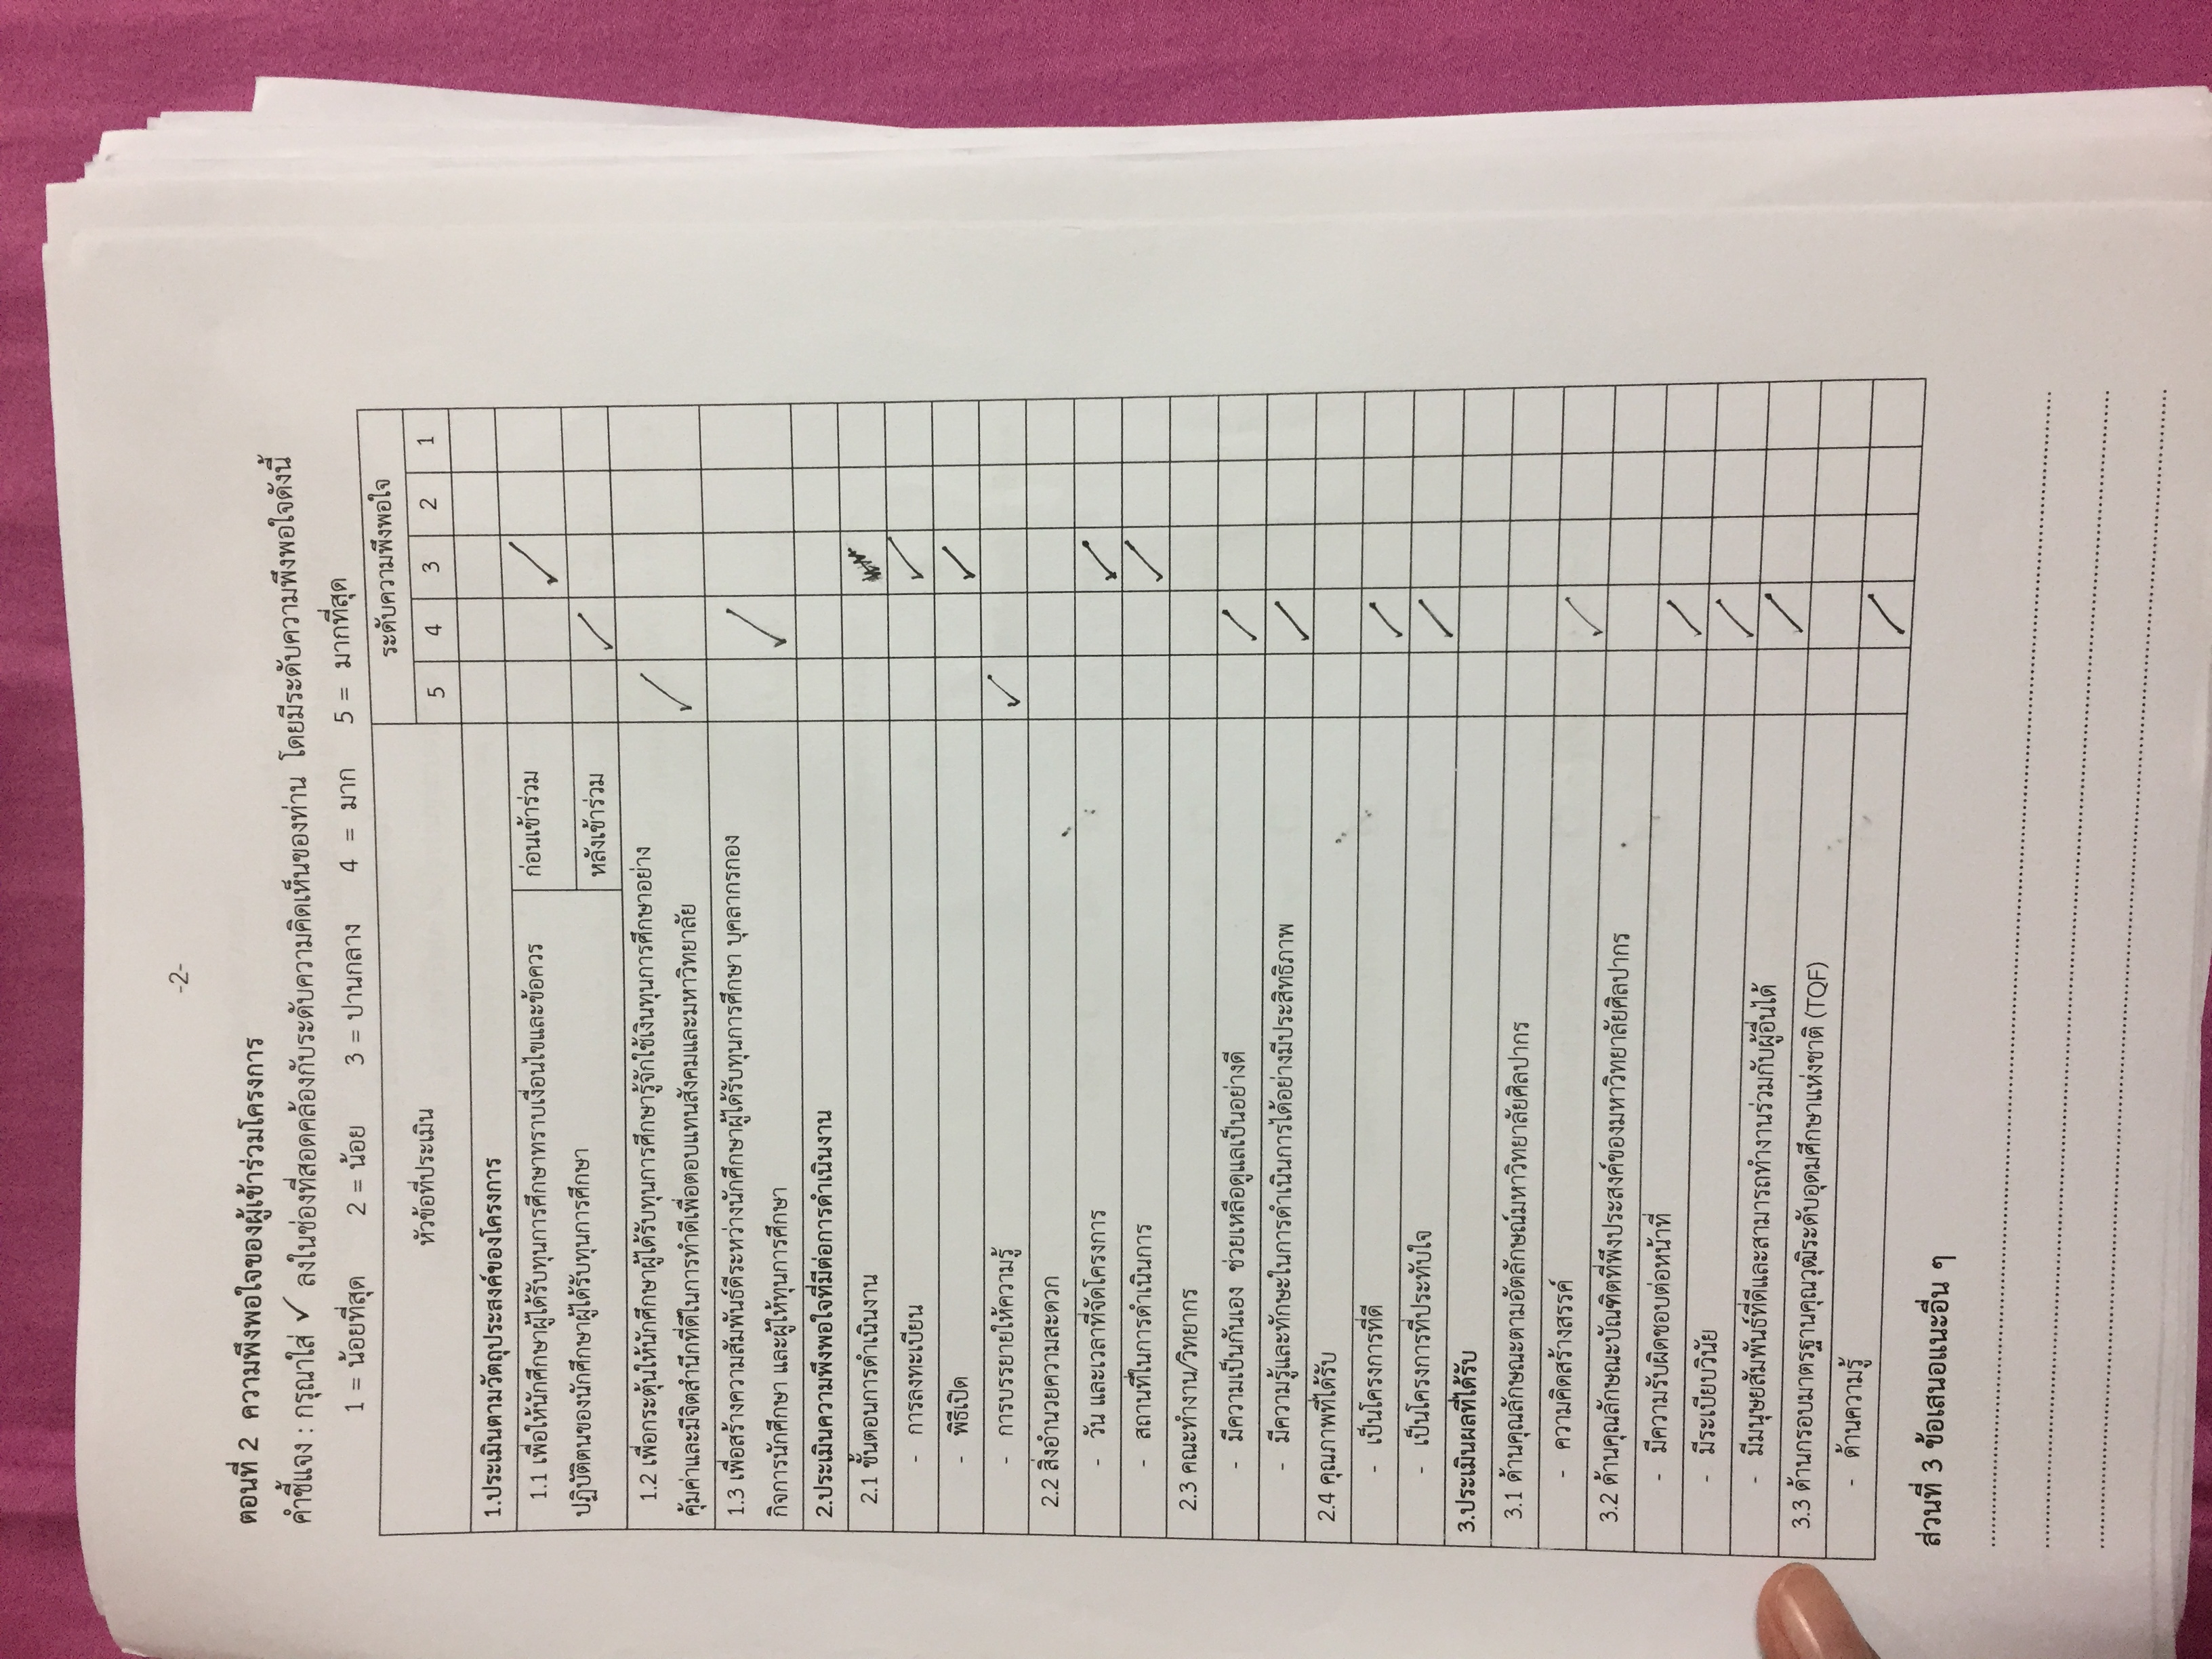 -2-
ตอนที่ 2 ความพึงพอใจของผู้เข้าร่วมโครงการ
คำชี้แจง : กรุณาใส่ ✓ ลงในช่องที่สอดคล้องกับระดับความคิดเห็นของท่าน โดยมีระดับความพึงพอใจดังนี้
1 = น้อยที่สุด 2 = น้อย 3 = ปานกลาง 4 = มาก 5 = มากที่สุด
หัวข้อที่ประเมิน ระดับความพึงพอใจ
5 4 3 2 1
1.ประเมินตามวัตถุประสงค์ของโครงการ
1.1 เพื่อให้นักศึกษาผู้ได้รับทุนการศึกษาทราบเงื่อนไขและข้อควร ก่อนเข้าร่วม ✓
ปฏิบัติตนของนักศึกษาผู้ได้รับทุนการศึกษา หลังเข้าร่วม ✓
1.2 เพื่อกระตุ้นให้นักศึกษาผู้ได้รับทุนการศึกษารู้จักใช้เงินทุนการศึกษาอย่าง ✓
คุ้มค่าและมีจิตสำนึกที่ดีในการทำดีเพื่อตอบแทนสังคมและมหาวิทยาลัย
1.3 เพื่อสร้างความสัมพันธ์ดีระหว่างนักศึกษาผู้ได้รับทุนการศึกษา บุคลากรกอง ✓
กิจการนักศึกษา และผู้ให้ทุนการศึกษา
2.ประเมินความพึงพอใจที่มีต่อการดำเนินงาน
2.1 ขั้นตอนการดำเนินงาน
- การลงทะเบียน ✓
- พิธีเปิด ✓
- การบรรยายให้ความรู้ ✓
2.2 สิ่งอำนวยความสะดวก
- วัน และเวลาที่จัดโครงการ ✓
- สถานที่ในการดำเนินการ ✓
2.3 คณะทำงาน/วิทยากร
- มีความเป็นกันเอง ช่วยเหลือดูแลเป็นอย่างดี ✓
- มีความรู้และทักษะในการดำเนินการได้อย่างมีประสิทธิภาพ ✓
2.4 คุณภาพที่ได้รับ
- เป็นโครงการที่ดี ✓
- เป็นโครงการที่ประทับใจ ✓
3.ประเมินผลที่ได้รับ
3.1 ด้านคุณลักษณะตามอัตลักษณ์มหาวิทยาลัยศิลปากร
- ความคิดสร้างสรรค์ ✓
3.2 ด้านคุณลักษณะบัณฑิตที่พึงประสงค์ของมหาวิทยาลัยศิลปากร
- มีความรับผิดชอบต่อหน้าที่ ✓
- มีระเบียบวินัย ✓
- มีมนุษยสัมพันธ์ที่ดีและสามารถทำงานร่วมกับผู้อื่นได้ ✓
3.3 ด้านกรอบมาตรฐานคุณวุฒิระดับอุดมศึกษาแห่งชาติ (TQF)
- ด้านความรู้ ✓
ส่วนที่ 3 ข้อเสนอแนะอื่น ๆ